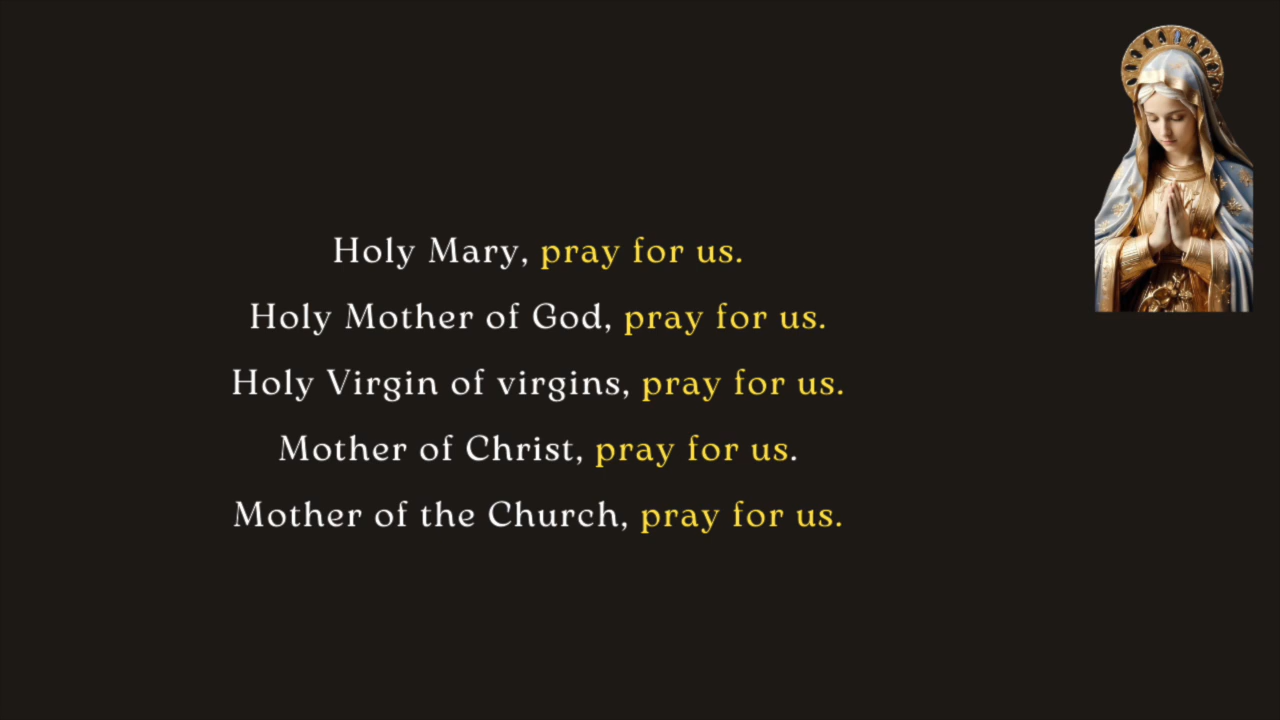 Holy Mary, pray for us.
Holy Mother of God, pray for us.
Holy Virgin of virgins, pray for us.
Mother of Christ, pray for us.
Mother of the Church, pray for us.